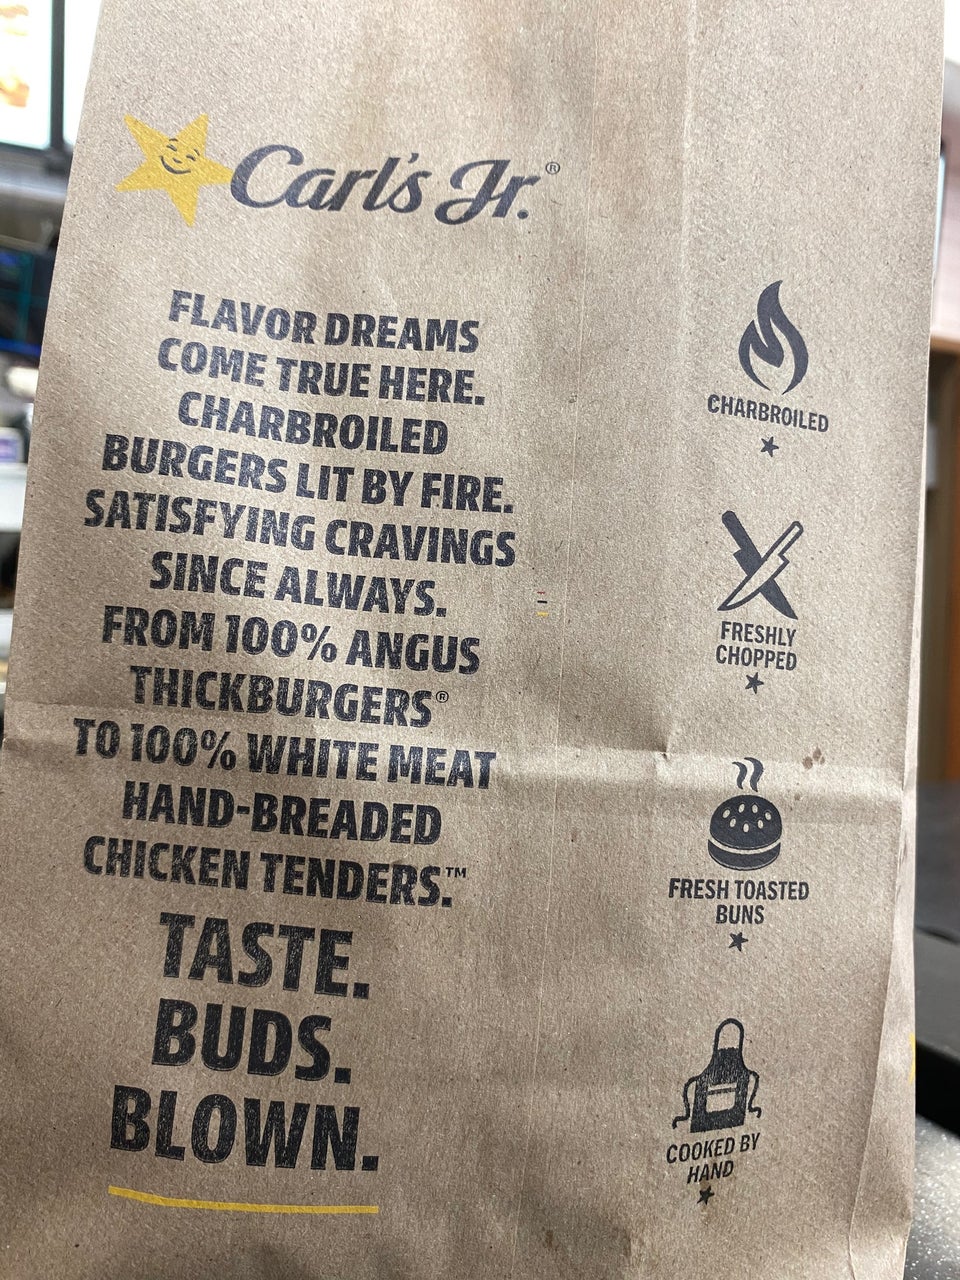 Carl's Jr.®
FLAVOR DREAMS
COME TRUE HERE.
CHARBROILED
BURGERS LIT BY FIRE.
SATISFYING CRAVINGS
SINCE ALWAYS.
FROM 100% ANGUS
THICKBURGERS®
TO 100% WHITE MEAT
HAND-BREADED
CHICKEN TENDERS.™
TASTE.
BUDS.
BLOWN.
CHARBROILED
FRESHLY
CHOPPED
FRESH TOASTED
BUNS
COOKED BY
HAND